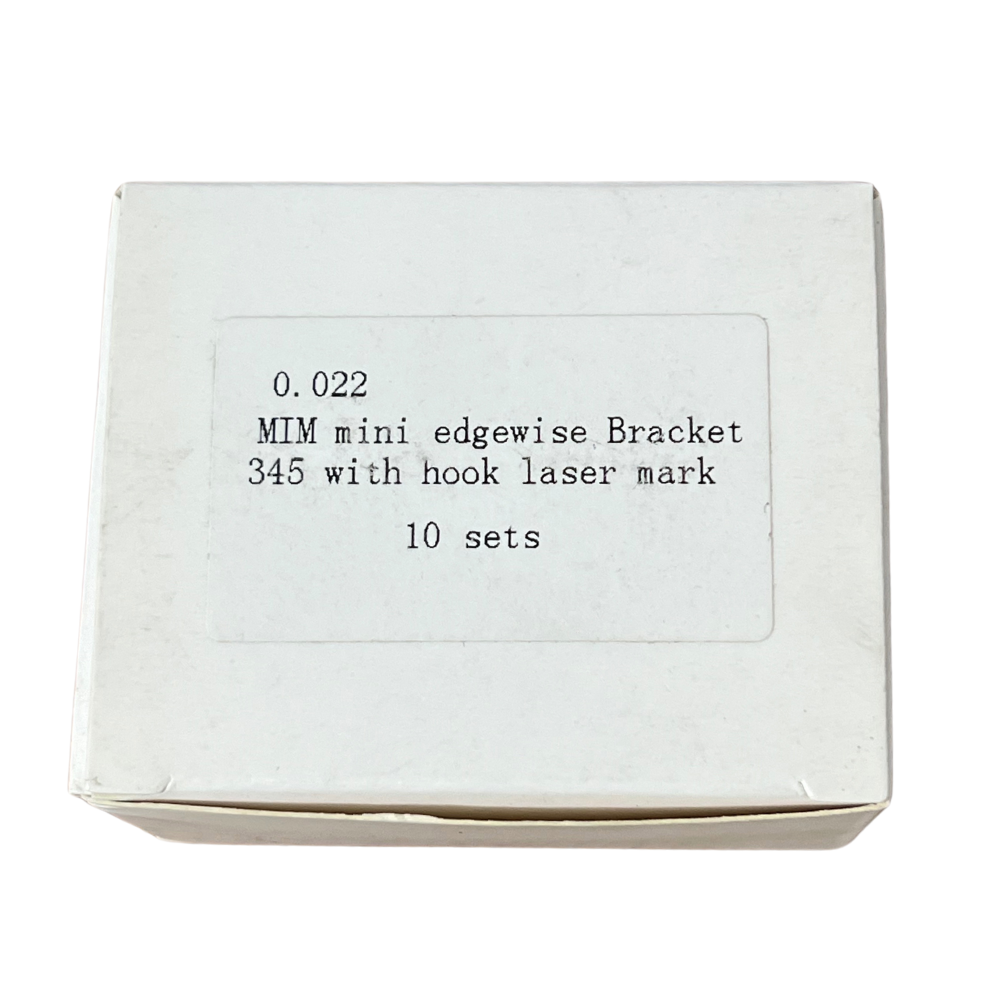 0.022
MIM mini edgewise Bracket
345 with hook laser mark
10 sets